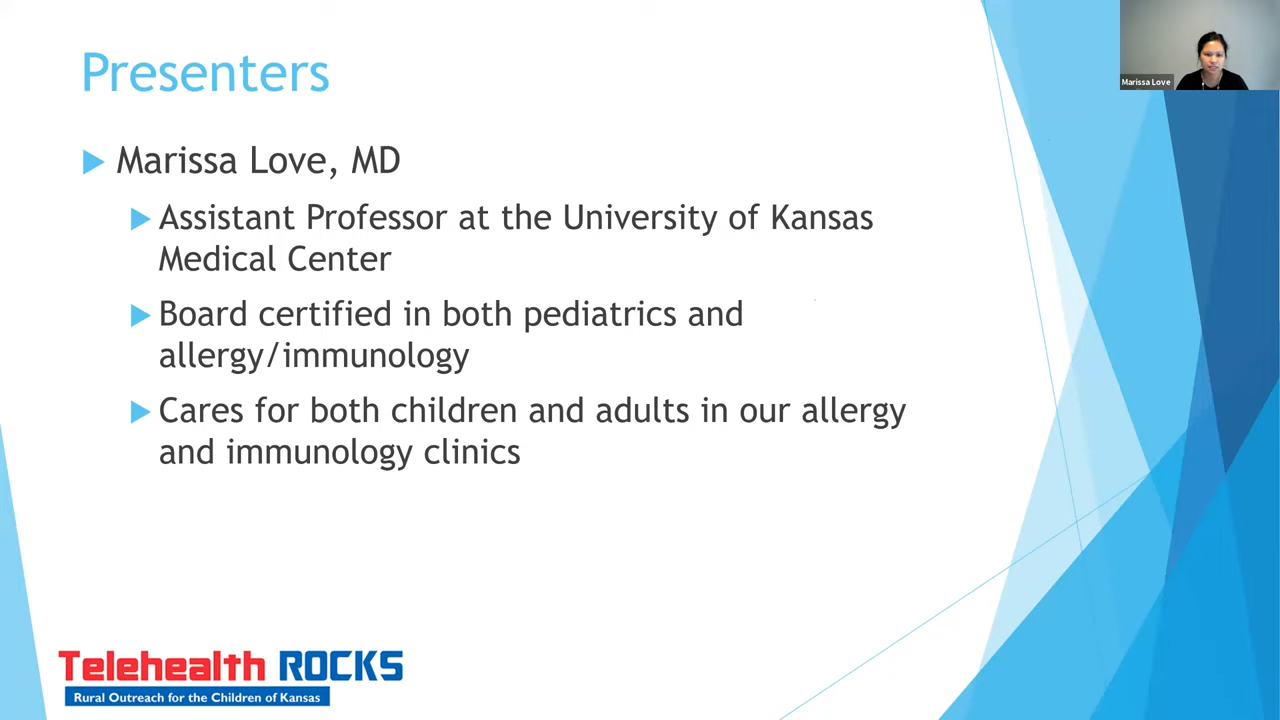 Presenters
Marissa Love, MD
Assistant Professor at the University of Kansas
Medical Center
Board certified in both pediatrics and
allergy/immunology
Cares for both children and adults in our allergy
and immunology clinics
Telehealth ROCKS
Rural Outreach for the Children of Kansas
Marissa Love